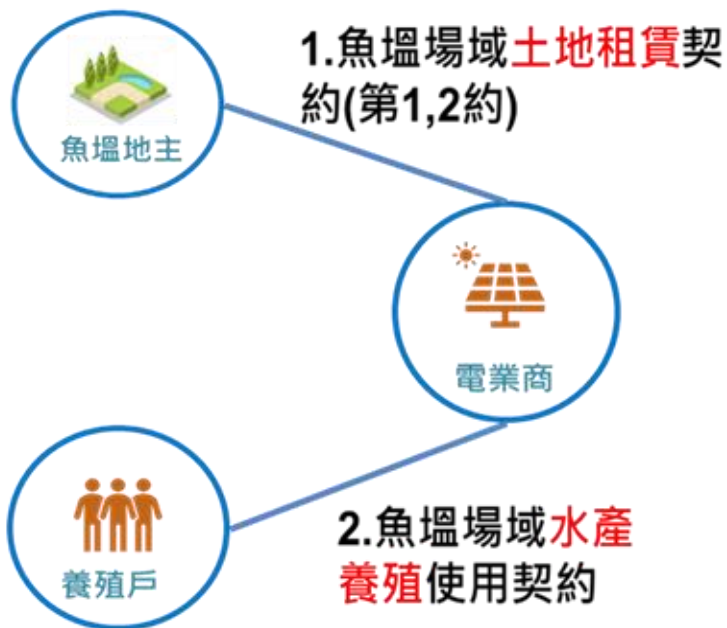 1.魚塭場域土地租賃契
約(第1,2約)
魚塭地主
電業商
2.魚塭場域水產
養殖使用契約
養殖戶